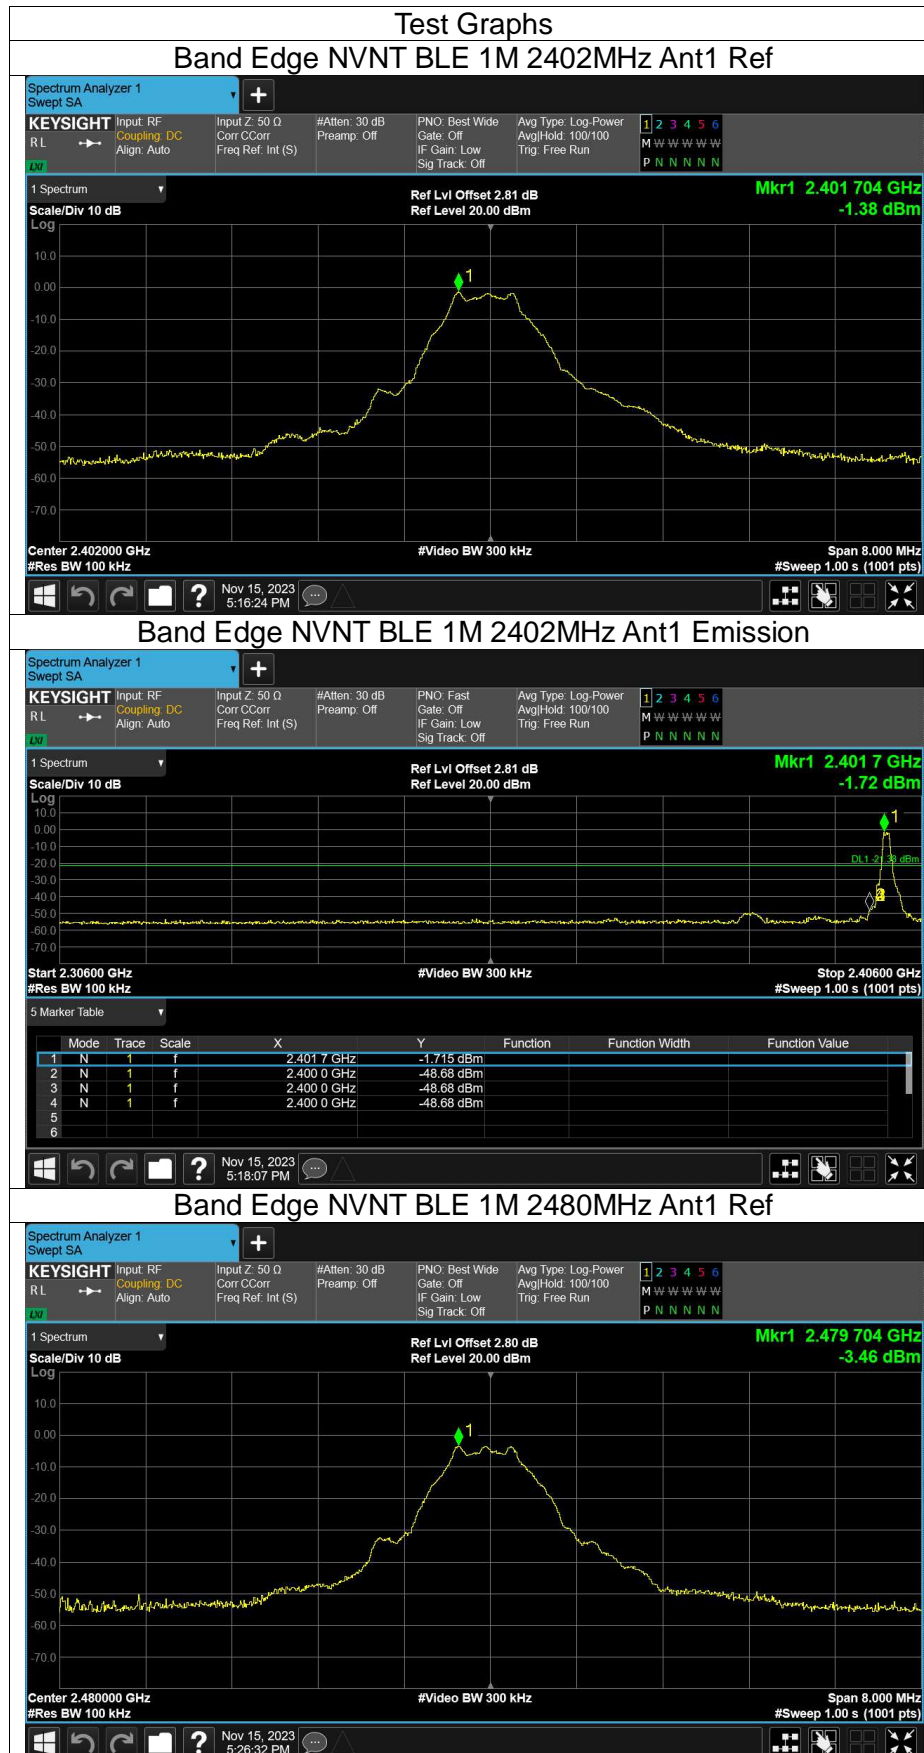 Test Graphs
Band Edge NVNT BLE 1M 2402MHz Ant1 Ref
Spectrum Analyzer 1
Swept SA
+
KEYSIGHT Input: RF Input Z: 50 Ω #Atten: 30 dB PNO: Best Wide Avg Type: Log-Power 1 2 3 4 5 6
RL Coupling: DC Corr CCorr Preamp: Off Gate: Off Avg|Hold: 100/100 M W W W W W
Align: Auto Freq Ref: Int (S) IF Gain: Low Trig: Free Run
LXI Sig Track: Off P N N N N N
1 Spectrum Ref Lvl Offset 2.81 dB Mkr1 2.401 704 GHz
Scale/Div 10 dB Ref Level 20.00 dBm -1.38 dBm
Log
10.0
1
0.00
-10.0
-20.0
-30.0
-40.0
-50.0
-60.0
-70.0
Center 2.402000 GHz #Video BW 300 kHz Span 8.000 MHz
#Res BW 100 kHz #Sweep 1.00 s (1001 pts)
? Nov 15, 2023
5:16:24 PM
Band Edge NVNT BLE 1M 2402MHz Ant1 Emission
Spectrum Analyzer 1
Swept SA
+
KEYSIGHT Input: RF Input Z: 50 Ω #Atten: 30 dB PNO: Fast Avg Type: Log-Power 1 2 3 4 5 6
RL Coupling: DC Corr CCorr Preamp: Off Gate: Off Avg|Hold: 100/100 M W W W W W
Align: Auto Freq Ref: Int (S) IF Gain: Low Trig: Free Run
LXI Sig Track: Off P N N N N N
1 Spectrum Ref Lvl Offset 2.81 dB Mkr1 2.401 7 GHz
Scale/Div 10 dB Ref Level 20.00 dBm -1.72 dBm
Log
10.0 1
0.00
-10.0
DL1 -21.38 dBm
-20.0
-30.0
-40.0
-50.0
-60.0
-70.0
Start 2.30600 GHz #Video BW 300 kHz Stop 2.40600 GHz
#Res BW 100 kHz #Sweep 1.00 s (1001 pts)
5 Marker Table
Mode Trace Scale X Y Function Function Width Function Value
1 N 1 f 2.401 7 GHz -1.715 dBm
2 N 1 f 2.400 0 GHz -48.68 dBm
3 N 1 f 2.400 0 GHz -48.68 dBm
4 N 1 f 2.400 0 GHz -48.68 dBm
5
6
? Nov 15, 2023
5:18:07 PM
Band Edge NVNT BLE 1M 2480MHz Ant1 Ref
Spectrum Analyzer 1
Swept SA
+
KEYSIGHT Input: RF Input Z: 50 Ω #Atten: 30 dB PNO: Best Wide Avg Type: Log-Power 1 2 3 4 5 6
RL Coupling: DC Corr CCorr Preamp: Off Gate: Off Avg|Hold: 100/100 M W W W W W
Align: Auto Freq Ref: Int (S) IF Gain: Low Trig: Free Run
LXI Sig Track: Off P N N N N N
1 Spectrum Ref Lvl Offset 2.80 dB Mkr1 2.479 704 GHz
Scale/Div 10 dB Ref Level 20.00 dBm -3.46 dBm
Log
10.0
1
0.00
-10.0
-20.0
-30.0
-40.0
-50.0
-60.0
-70.0
Center 2.480000 GHz #Video BW 300 kHz Span 8.000 MHz
#Res BW 100 kHz #Sweep 1.00 s (1001 pts)
? Nov 15, 2023
5:26:32 PM